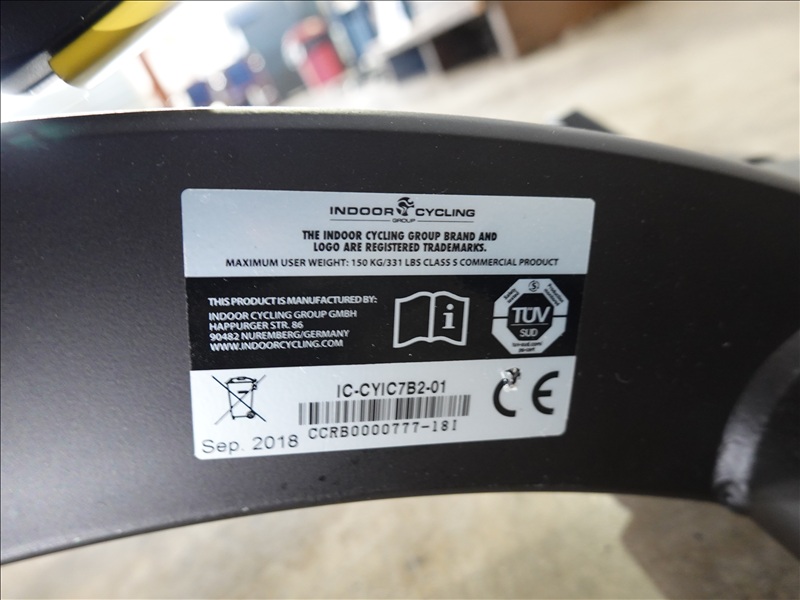 INDOOR CYCLING
GROUP
THE INDOOR CYCLING GROUP BRAND AND
LOGO ARE REGISTERED TRADEMARKS.
MAXIMUM USER WEIGHT: 150 KG/331 LBS CLASS S COMMERCIAL PRODUCT
THIS PRODUCT IS MANUFACTURED BY:
INDOOR CYCLING GROUP GMBH
HAPPURGER STR. 86
90482 NUREMBERG/GERMANY
WWW.INDOORCYCLING.COM
i
S
TÜV
SUD
IC-CYIC7B2-01
CCRB0000777-18I
Sep. 2018
CE